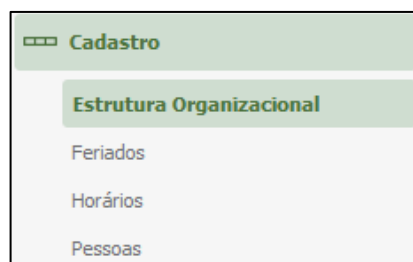 Cadastro
Estrutura Organizacional
Feriados
Horários
Pessoas